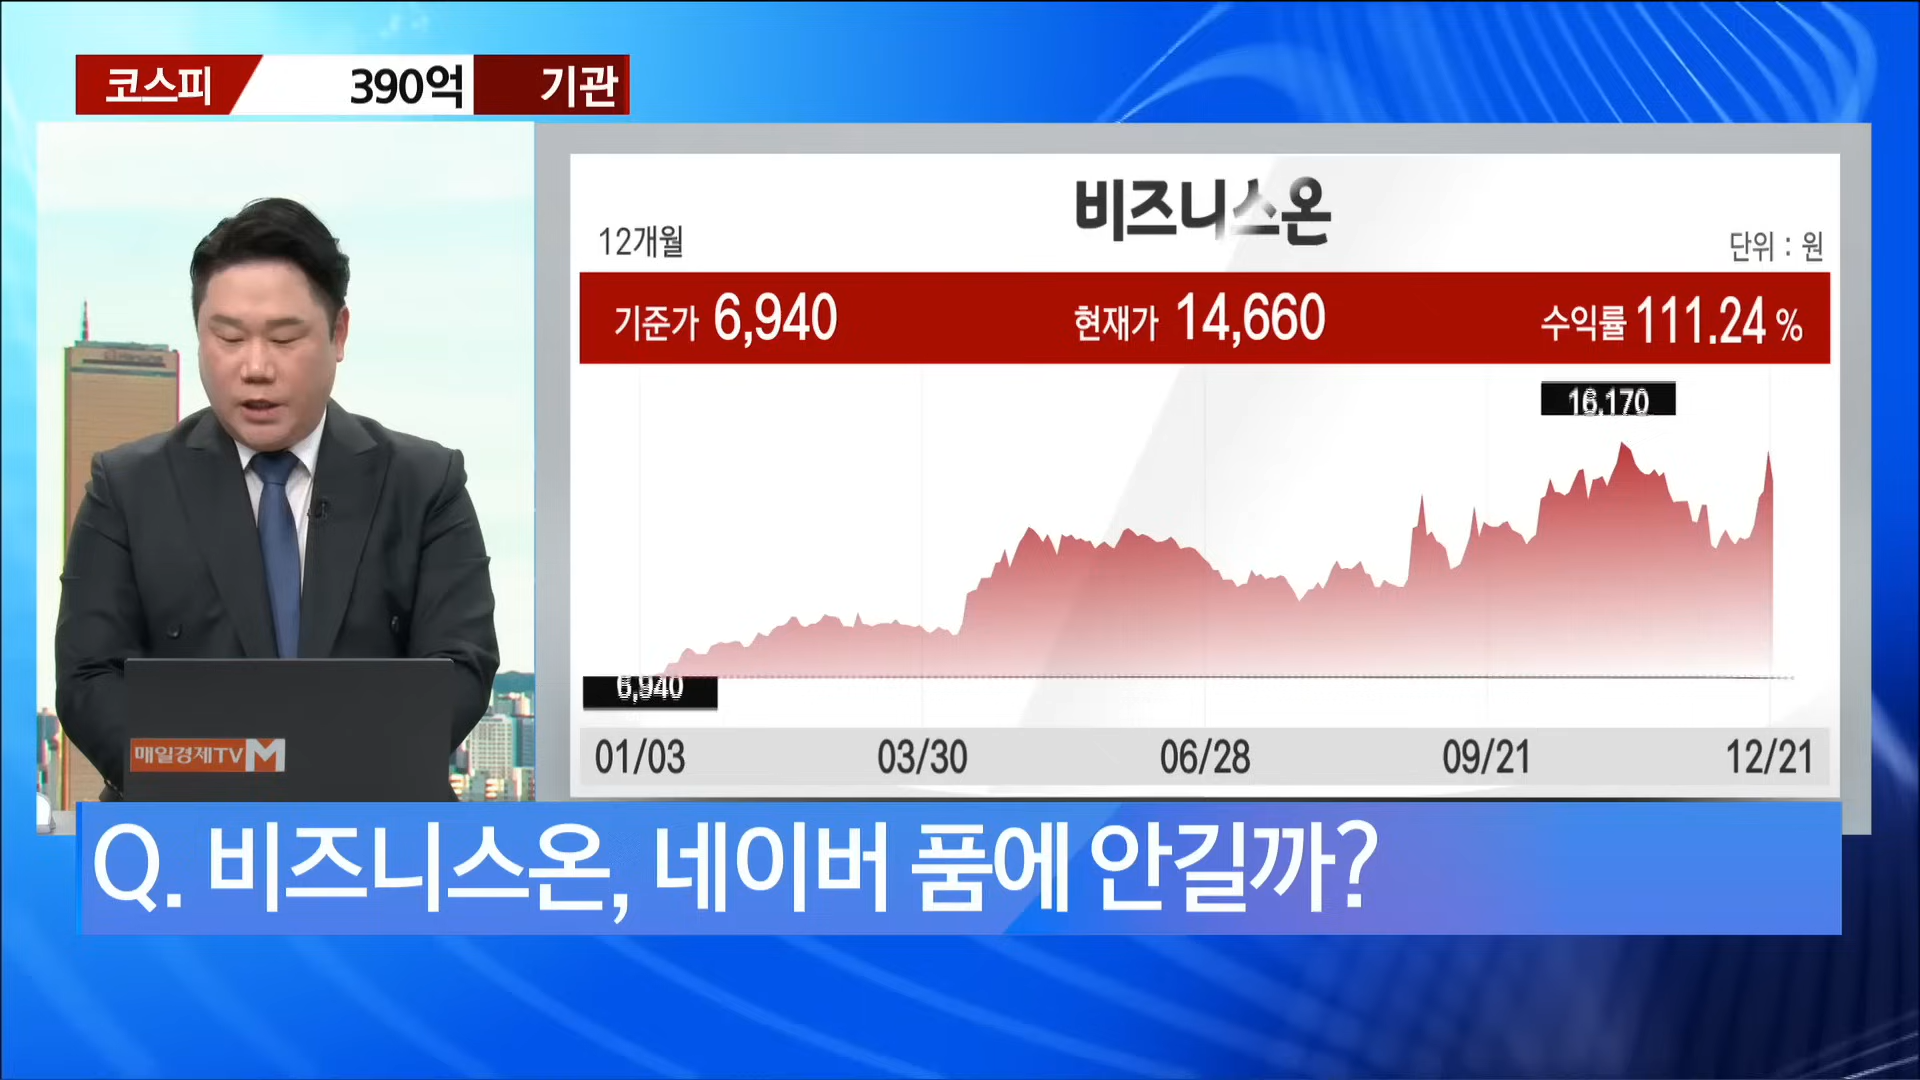 코스피 390억 기관
비즈니스온
12개월
단위 : 원
기준가 6,940 현재가 14,660 수익률 111.24 %
16,170
6,940
01/03 03/30 06/28 09/21 12/21
매일경제TV M
Q. 비즈니스온, 네이버 품에 안길까?